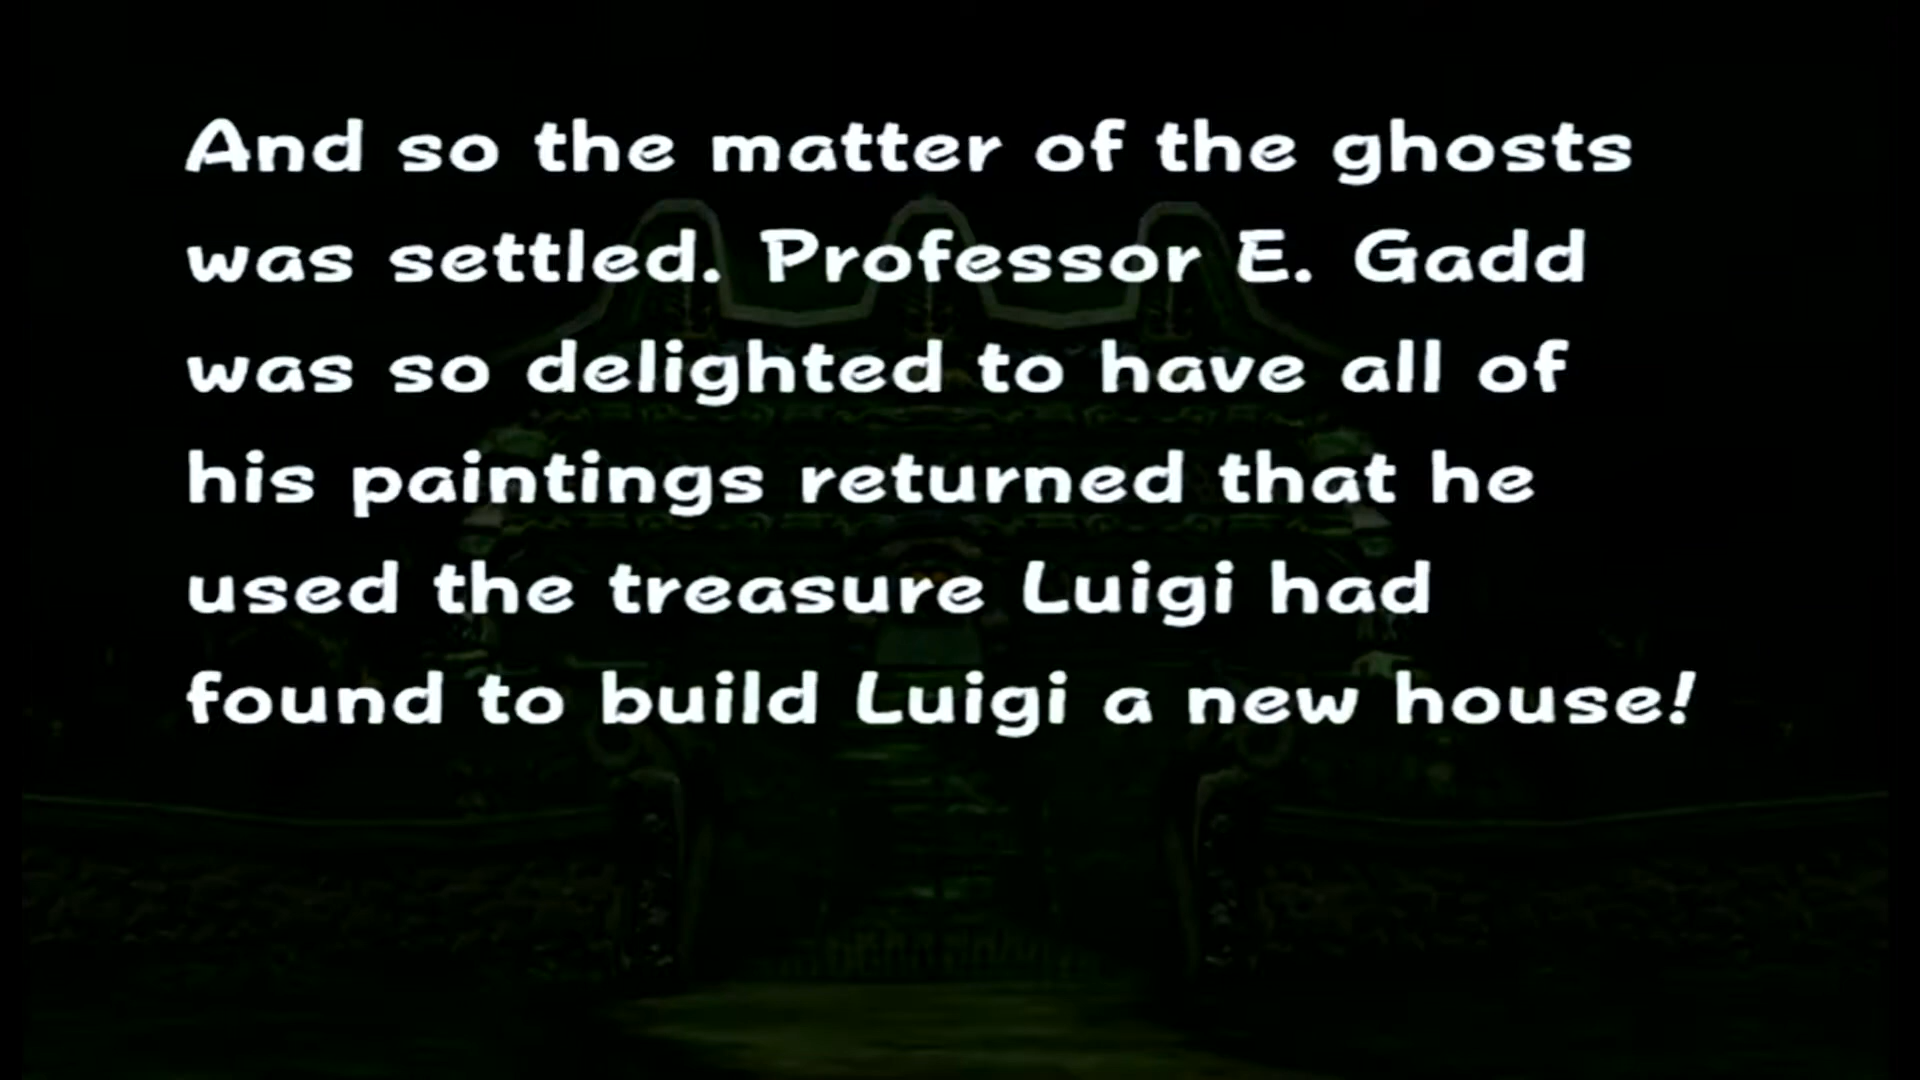 And so the matter of the ghosts
was settled. Professor E. Gadd
was so delighted to have all of
his paintings returned that he
used the treasure Luigi had
found to build Luigi a new house!